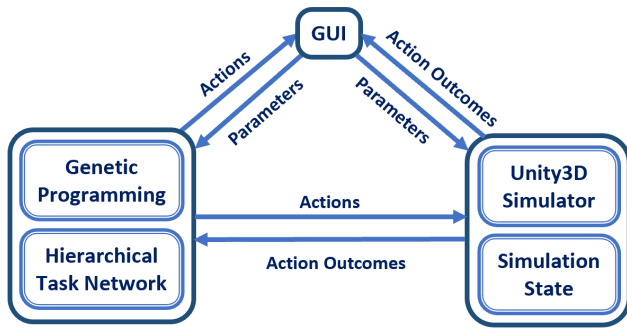 GUI
Actions
Parameters
Action Outcomes
Parameters
Genetic
Programming
Hierarchical
Task Network
Actions
Action Outcomes
Unity3D
Simulator
Simulation
State